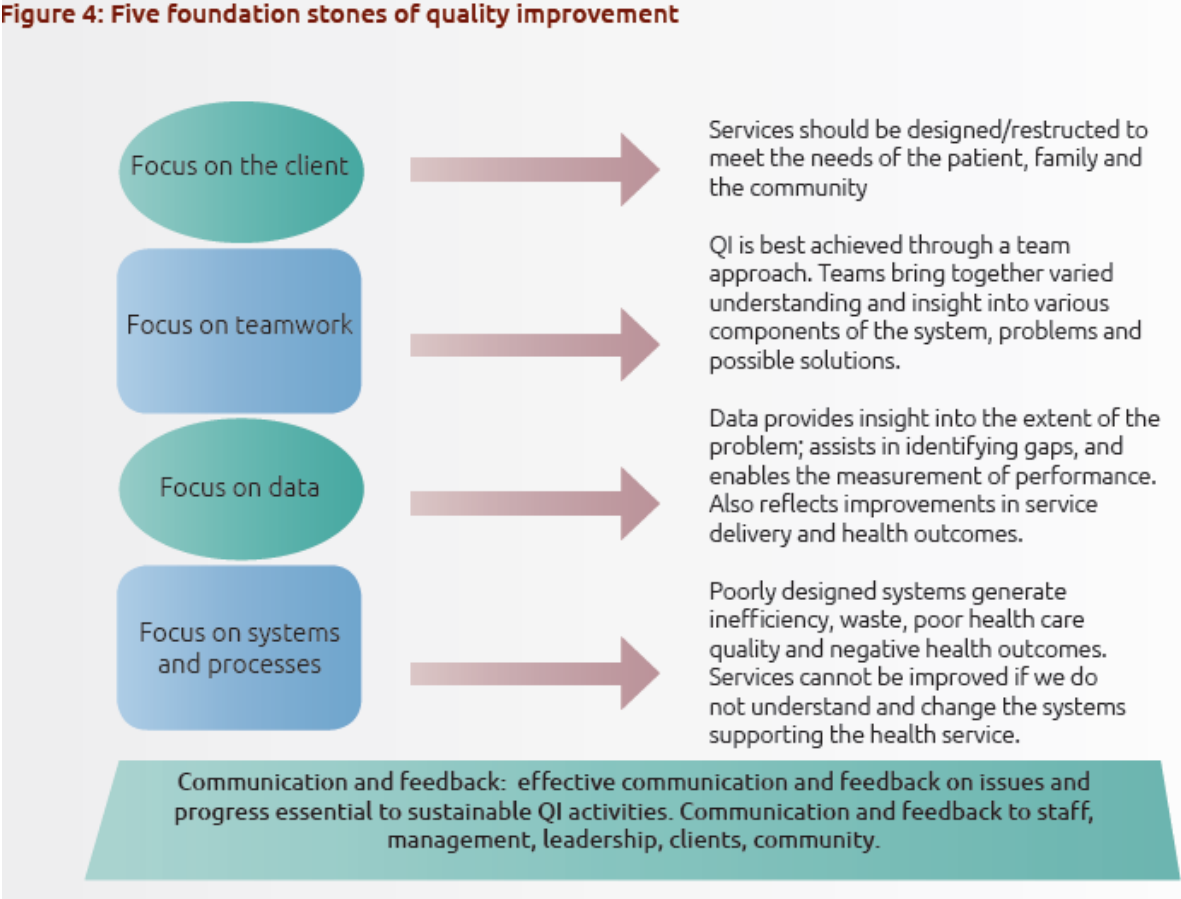 Figure 4: Five foundation stones of quality improvement
Focus on the client
Services should be designed/restructed to
meet the needs of the patient, family and
the community
Focus on teamwork
QI is best achieved through a team
approach. Teams bring together varied
understanding and insight into various
components of the system, problems and
possible solutions.
Focus on data
Data provides insight into the extent of the
problem; assists in identifying gaps, and
enables the measurement of performance.
Also reflects improvements in service
delivery and health outcomes.
Focus on systems
and processes
Poorly designed systems generate
inefficiency, waste, poor health care
quality and negative health outcomes.
Services cannot be improved if we do
not understand and change the systems
supporting the health service.
Communication and feedback:  effective communication and feedback on issues and
progress essential to sustainable QI activities. Communication and feedback to staff,
management, leadership, clients, community.